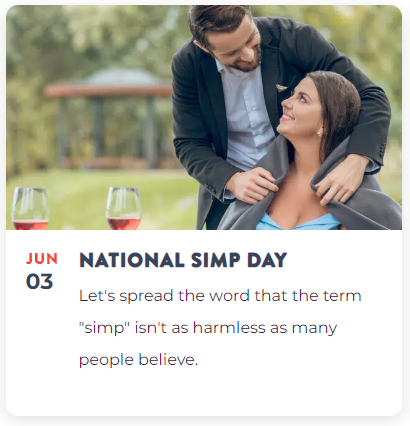 JUN
03
NATIONAL SIMP DAY
Let's spread the word that the term
"simp" isn't as harmless as many
people believe.